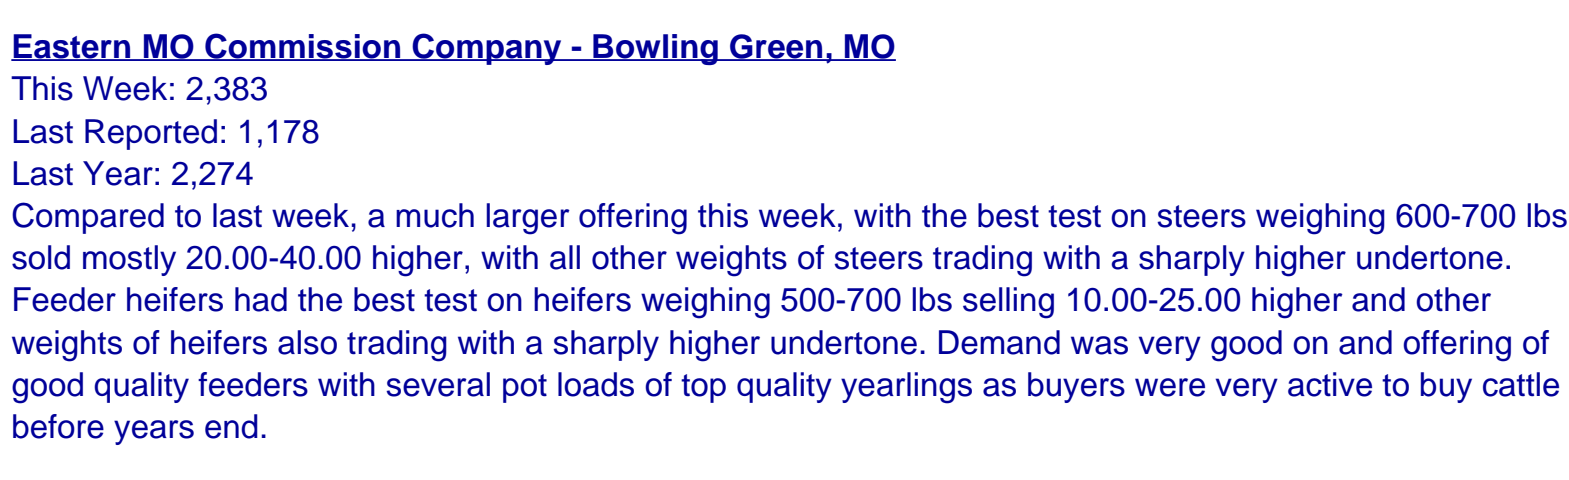 Eastern MO Commission Company - Bowling Green, MO
This Week: 2,383
Last Reported: 1,178
Last Year: 2,274
Compared to last week, a much larger offering this week, with the best test on steers weighing 600-700 lbs
sold mostly 20.00-40.00 higher, with all other weights of steers trading with a sharply higher undertone.
Feeder heifers had the best test on heifers weighing 500-700 lbs selling 10.00-25.00 higher and other
weights of heifers also trading with a sharply higher undertone. Demand was very good on and offering of
good quality feeders with several pot loads of top quality yearlings as buyers were very active to buy cattle
before years end.